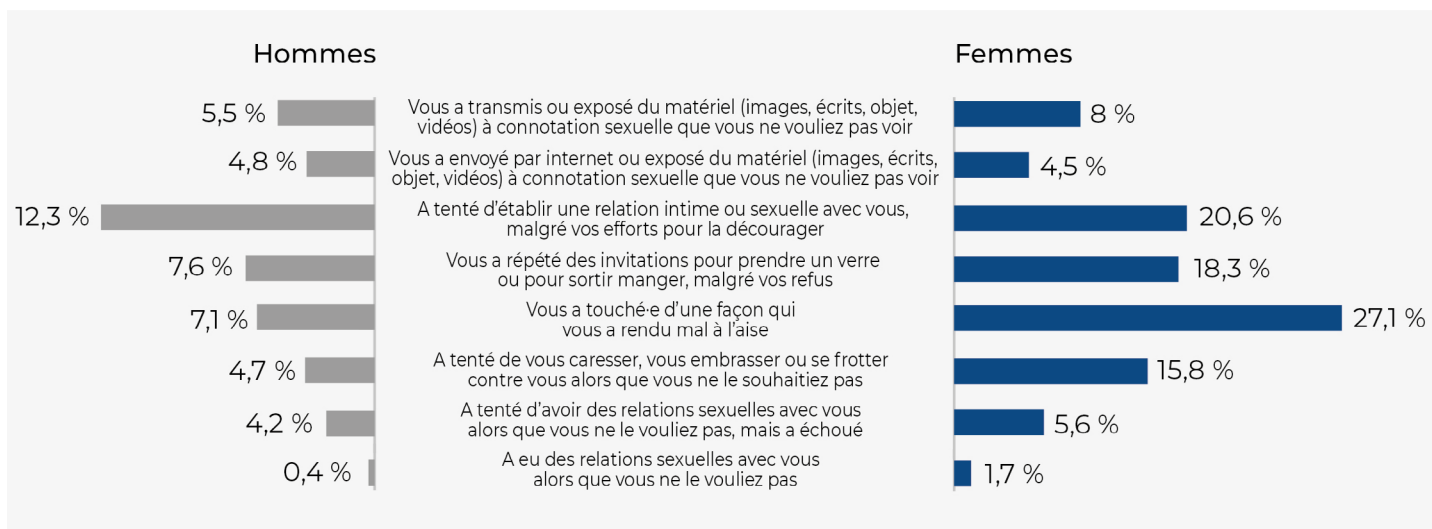 Hommes
Femmes
5,5 %
Vous a transmis ou exposé du matériel (images, écrits, objet,
vidéos) à connotation sexuelle que vous ne vouliez pas voir
8 %
4,8 %
Vous a envoyé par internet ou exposé du matériel (images, écrits,
objet, vidéos) à connotation sexuelle que vous ne vouliez pas voir
4,5 %
12,3 %
A tenté d'établir une relation intime ou sexuelle avec vous,
malgré vos efforts pour la décourager
20,6 %
7,6 %
Vous a répété des invitations pour prendre un verre
ou pour sortir manger, malgré vos refus
18,3 %
7,1 %
Vous a touché·e d'une façon qui
vous a rendu mal à l'aise
27,1 %
4,7 %
A tenté de vous caresser, vous embrasser ou se frotter
contre vous alors que vous ne le souhaitiez pas
15,8 %
4,2 %
A tenté d'avoir des relations sexuelles avec vous
alors que vous ne le vouliez pas, mais a échoué
5,6 %
0,4 %
A eu des relations sexuelles avec vous
alors que vous ne le vouliez pas
1,7 %